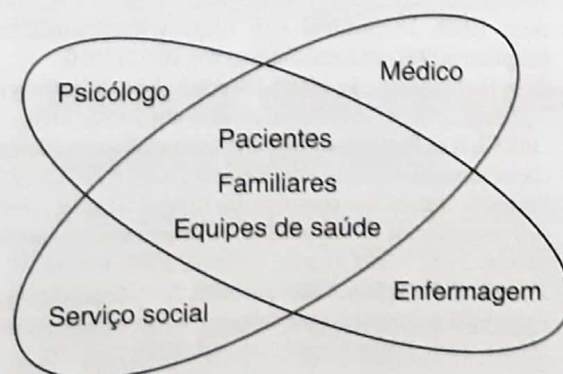 Psicólogo
Médico
Pacientes
Familiares
Equipes de saúde
Serviço social
Enfermagem